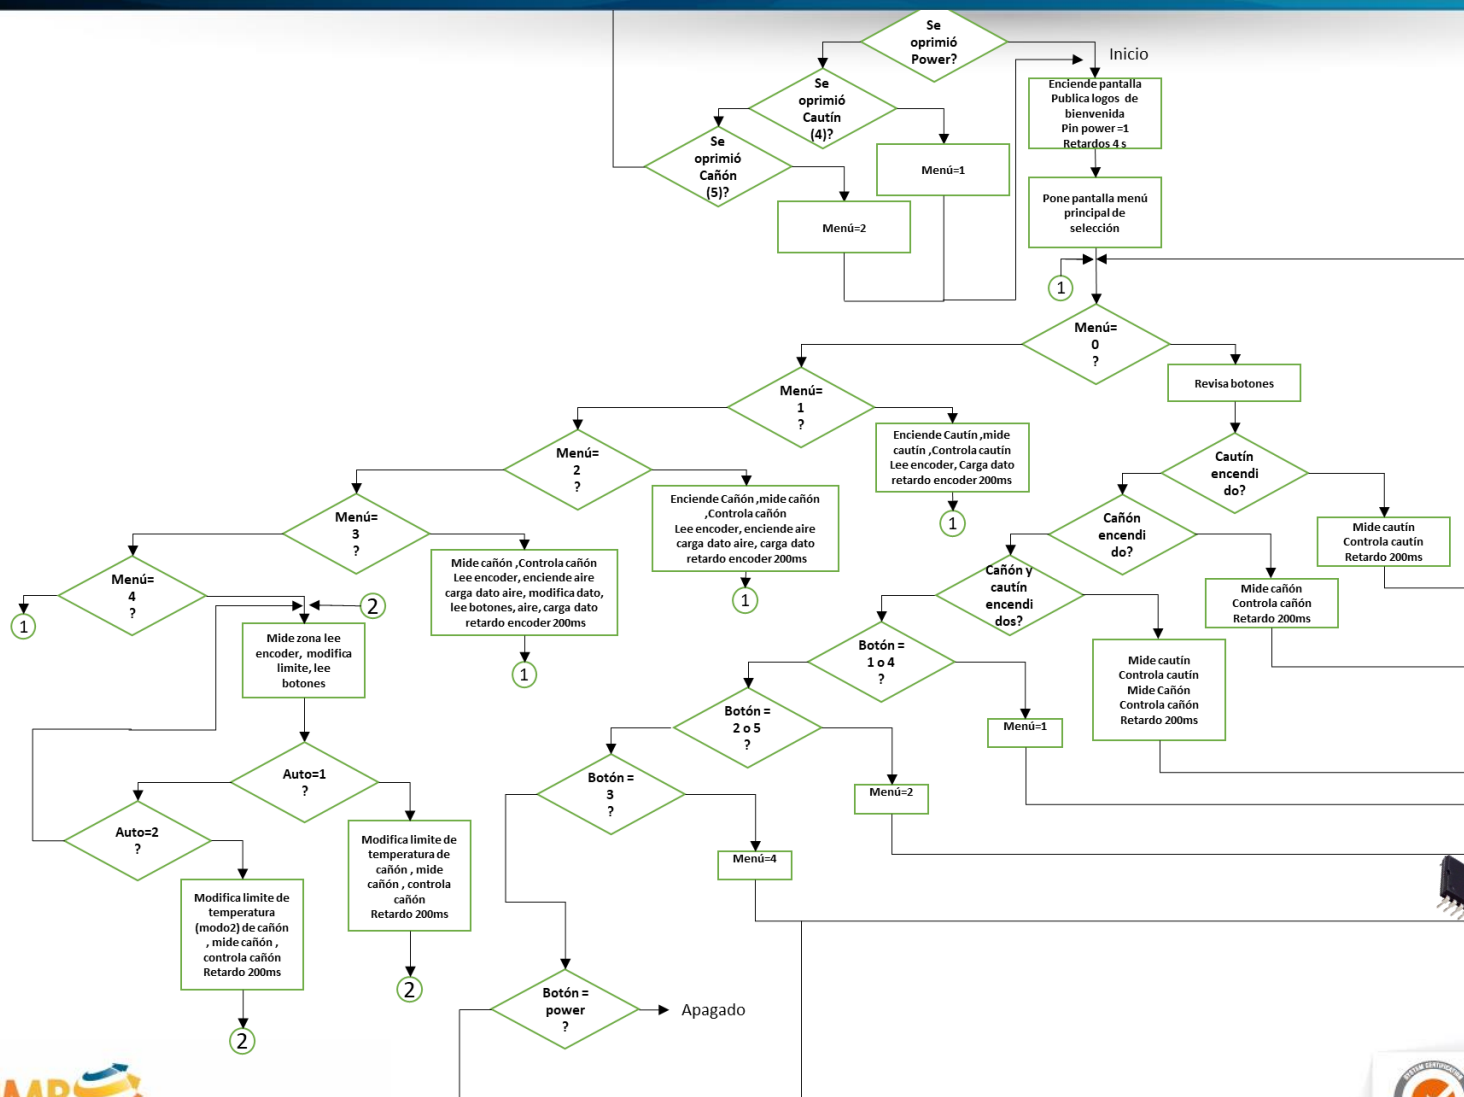 Se
oprimió
Power?
Inicio
Se
oprimió
Cautín
(4)?
Enciende pantalla
Publica logos de
bienvenida
Pin power =1
Retardos 4 s
Se
oprimió
Cañón
(5)?
Menú=1
Menú=2
Pone pantalla menú
principal de
selección
1
Menú=
0
?
Revisa botones
Menú=
1
?
Enciende Cautín ,mide
cautín ,Controla cautín
Lee encoder, Carga dato
retardo encoder 200ms
1
Menú=
2
?
Enciende Cañón ,mide cañón
,Controla cañón
Lee encoder, enciende aire
carga dato aire, carga dato
retardo encoder 200ms
1
Menú=
3
?
Mide cañón ,Controla cañón
Lee encoder, enciende aire
carga dato aire, modifica dato,
lee botones, aire, carga dato
retardo encoder 200ms
1
Menú=
4
?
1
2
Mide zona lee
encoder, modifica
limite, lee
botones
Auto=1
?
Auto=2
?
Modifica limite de
temperatura de
cañón , mide
cañón , controla
cañón
Retardo 200ms
2
Modifica limite de
temperatura
(modo2) de cañón
, mide cañón ,
controla cañón
Retardo 200ms
2
Cautín
encendi
do?
Mide cautín
Controla cautín
Retardo 200ms
Cañón
encendi
do?
Mide cañón
Controla cañón
Retardo 200ms
Cañón y
cautín
encendi
dos?
Mide cautín
Controla cautín
Mide Cañón
Controla cañón
Retardo 200ms
Botón =
1 o 4
?
Menú=1
Botón =
2 o 5
?
Menú=2
Botón =
3
?
Menú=4
Botón =
power
?
Apagado